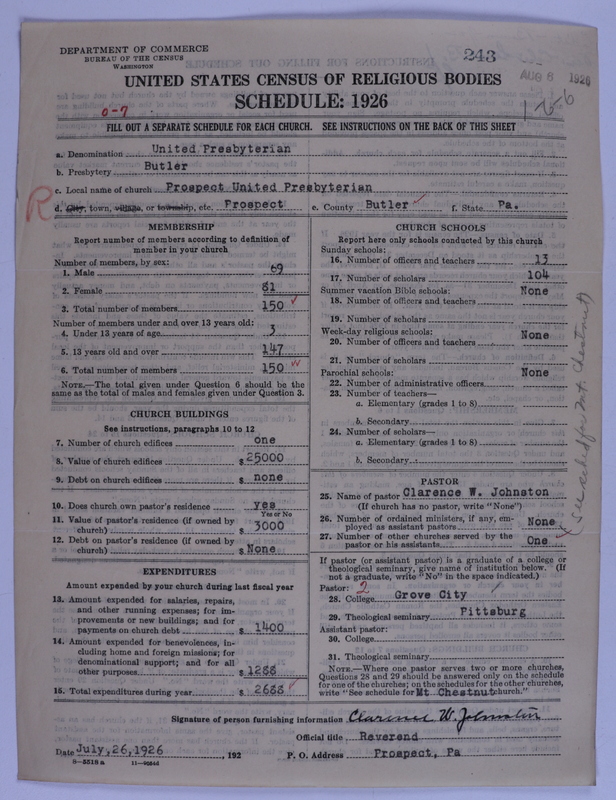 DEPARTMENT OF COMMERCE
BUREAU OF THE CENSUS
WASHINGTON
243
AUG 6 1926
1-6-6
UNITED STATES CENSUS OF RELIGIOUS BODIES
SCHEDULE: 1926
0-7
FILL OUT A SEPARATE SCHEDULE FOR EACH CHURCH. SEE INSTRUCTIONS ON THE BACK OF THIS SHEET
a. Denomination United Presbyterian
b. Presbytery Butler
c. Local name of church Prospect United Presbyterian
R
d. City, town, village, or township, etc. Prospect e. County Butler ✓ f. State Pa.
MEMBERSHIP
Report number of members according to definition of
member in your church
Number of members, by sex:
1. Male 69
2. Female 81
3. Total number of members 150 ✓
Number of members under and over 13 years old:
4. Under 13 years of age 3
5. 13 years old and over 147
6. Total number of members 150
NOTE.—The total given under Question 6 should be the
same as the total of males and females given under Question 3.
CHURCH BUILDINGS
See instructions, paragraphs 10 to 12
7. Number of church edifices one
8. Value of church edifices $25000
9. Debt on church edifices $ none
10. Does church own pastor's residence yes
Yes or No
11. Value of pastor's residence (if owned by
church) $ 3000
12. Debt on pastor's residence (if owned by
church) $ None
EXPENDITURES
Amount expended by your church during last fiscal year
13. Amount expended for salaries, repairs,
and other running expenses; for im-
provements or new buildings; and for
payments on church debt $ 1400
14. Amount expended for benevolences, in-
cluding home and foreign missions; for
denominational support; and for all
other purposes $ 1288
15. Total expenditures during year $ 2688 ✓
CHURCH SCHOOLS
Report here only schools conducted by this church
Sunday schools:
16. Number of officers and teachers 13
17. Number of scholars 104
Summer vacation Bible schools: None
18. Number of officers and teachers
19. Number of scholars
Week-day religious schools: None
20. Number of officers and teachers
21. Number of scholars
Parochial schools: None
22. Number of administrative officers
23. Number of teachers—
a. Elementary (grades 1 to 8)
b. Secondary
24. Number of scholars—
a. Elementary (grades 1 to 8)
b. Secondary
PASTOR
25. Name of pastor Clarence W. Johnston
(If church has no pastor, write "None")
26. Number of ordained ministers, if any, em-
ployed as assistant pastors None
27. Number of other churches served by the
pastor or his assistants One ✓
(See sched for Mt. Chestnut)
If pastor (or assistant pastor) is a graduate of a college or
theological seminary, give name of institution below. (If
not a graduate, write "No" in the space indicated.)
Pastor: 2
28. College Grove City
29. Theological seminary Pittsburg
Assistant pastor:
30. College
31. Theological seminary
NOTE.—Where one pastor serves two or more churches,
Questions 28 and 29 should be answered only on the schedule
for one of the churches; on the schedules for the other churches,
write "See schedule for Mt Chestnut church."
Signature of person furnishing information Clarence W. Johnston
Official title Reverend
Date July,26,1926, 192 P. O. Address Prospect, Pa
8-5518 a